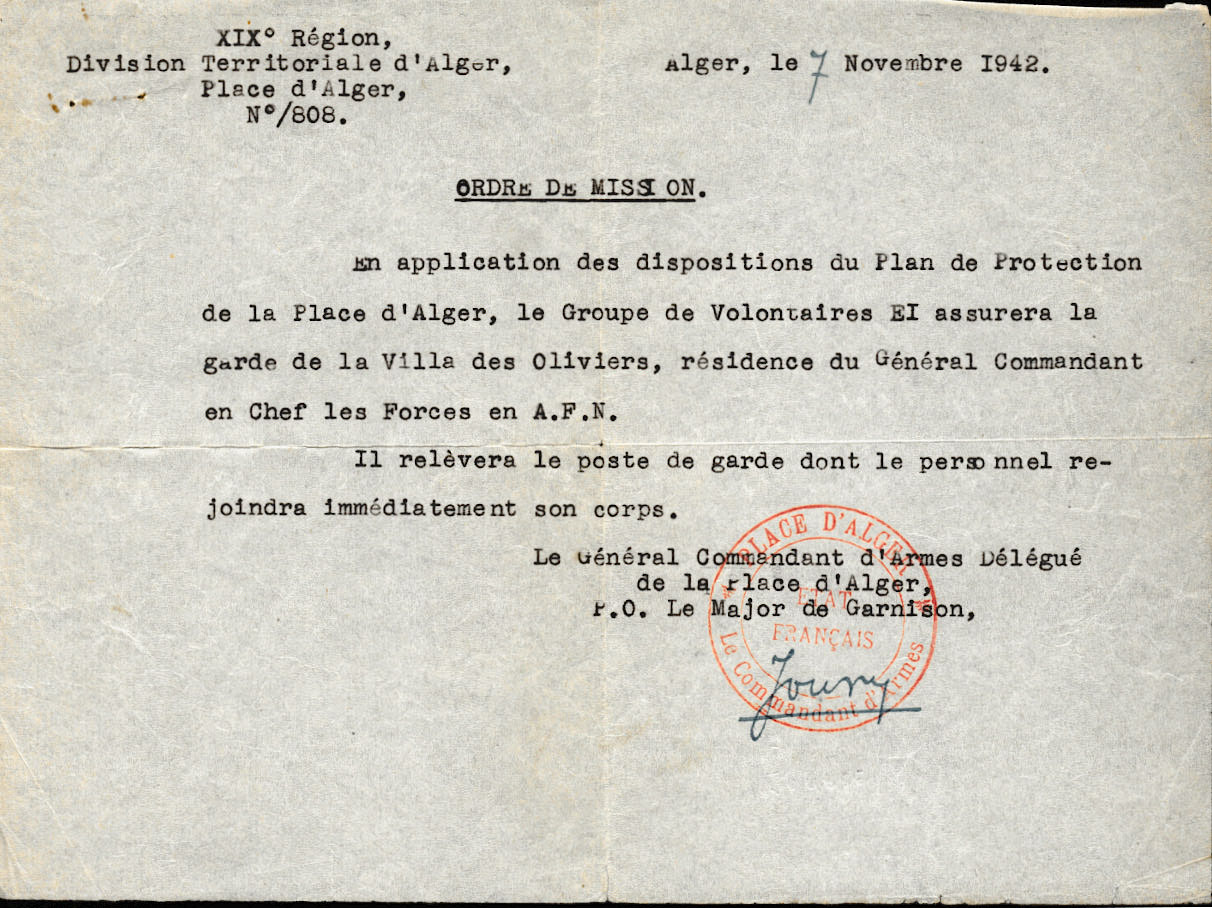 XIX° Région,
Division Territoriale d'Alger,
Place d'Alger,
N°/808.
Alger, le 7 Novembre 1942.
ORDRE DE MISSION.
En application des dispositions du Plan de Protection
de la Place d'Alger, le Groupe de Volontaires EI assurera la
garde de la Villa des Oliviers, résidence du Général Commandant
en Chef les Forces en A.F.N.
Il relèvera le poste de garde dont le personnel re-
joindra immédiatement son corps.
Le Général Commandant d'Armes Délégué
de la Place d'Alger,
P.O. Le Major de Garnison,
PLACE D'ALGER
ETAT
FRANÇAIS
Le Commandant d'Armes